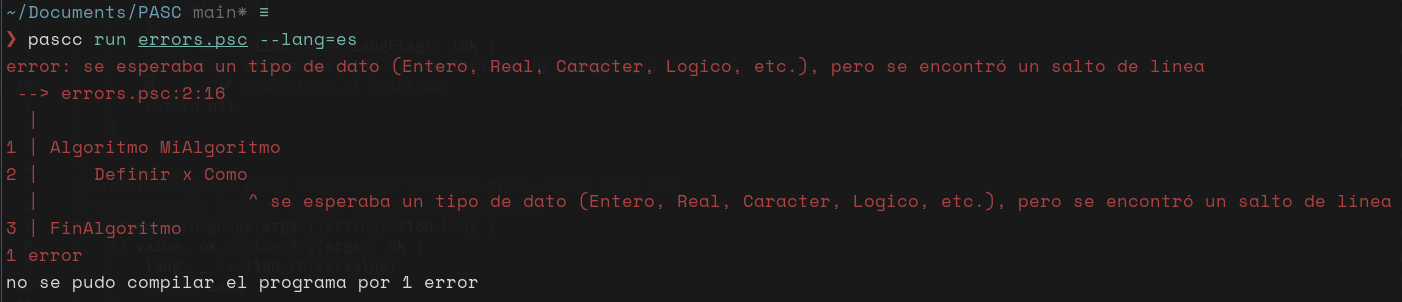 ~/Documents/PASC main* ≡
❯ pascc run errors.psc --lang=es
error: se esperaba un tipo de dato (Entero, Real, Caracter, Logico, etc.), pero se encontró un salto de línea
 --> errors.psc:2:16
  |
1 | Algoritmo MiAlgoritmo
2 |     Definir x Como
  |                   ^ se esperaba un tipo de dato (Entero, Real, Caracter, Logico, etc.), pero se encontró un salto de línea
3 | FinAlgoritmo
1 error
no se pudo compilar el programa por 1 error